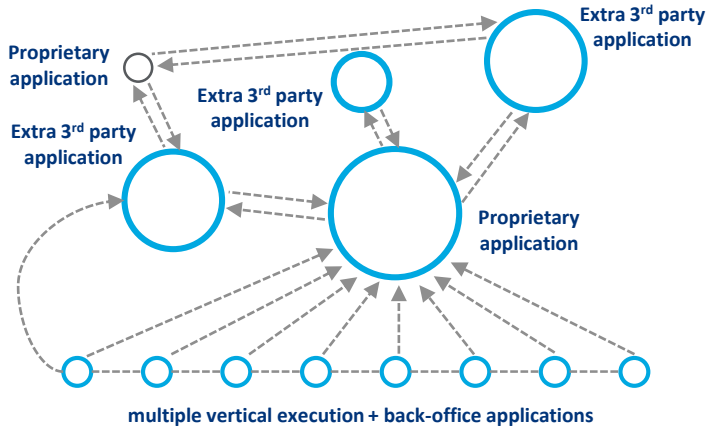 Extra 3rd party
application
Proprietary
application
Extra 3rd party
application
Extra 3rd party
application
Proprietary
application
multiple vertical execution + back-office applications